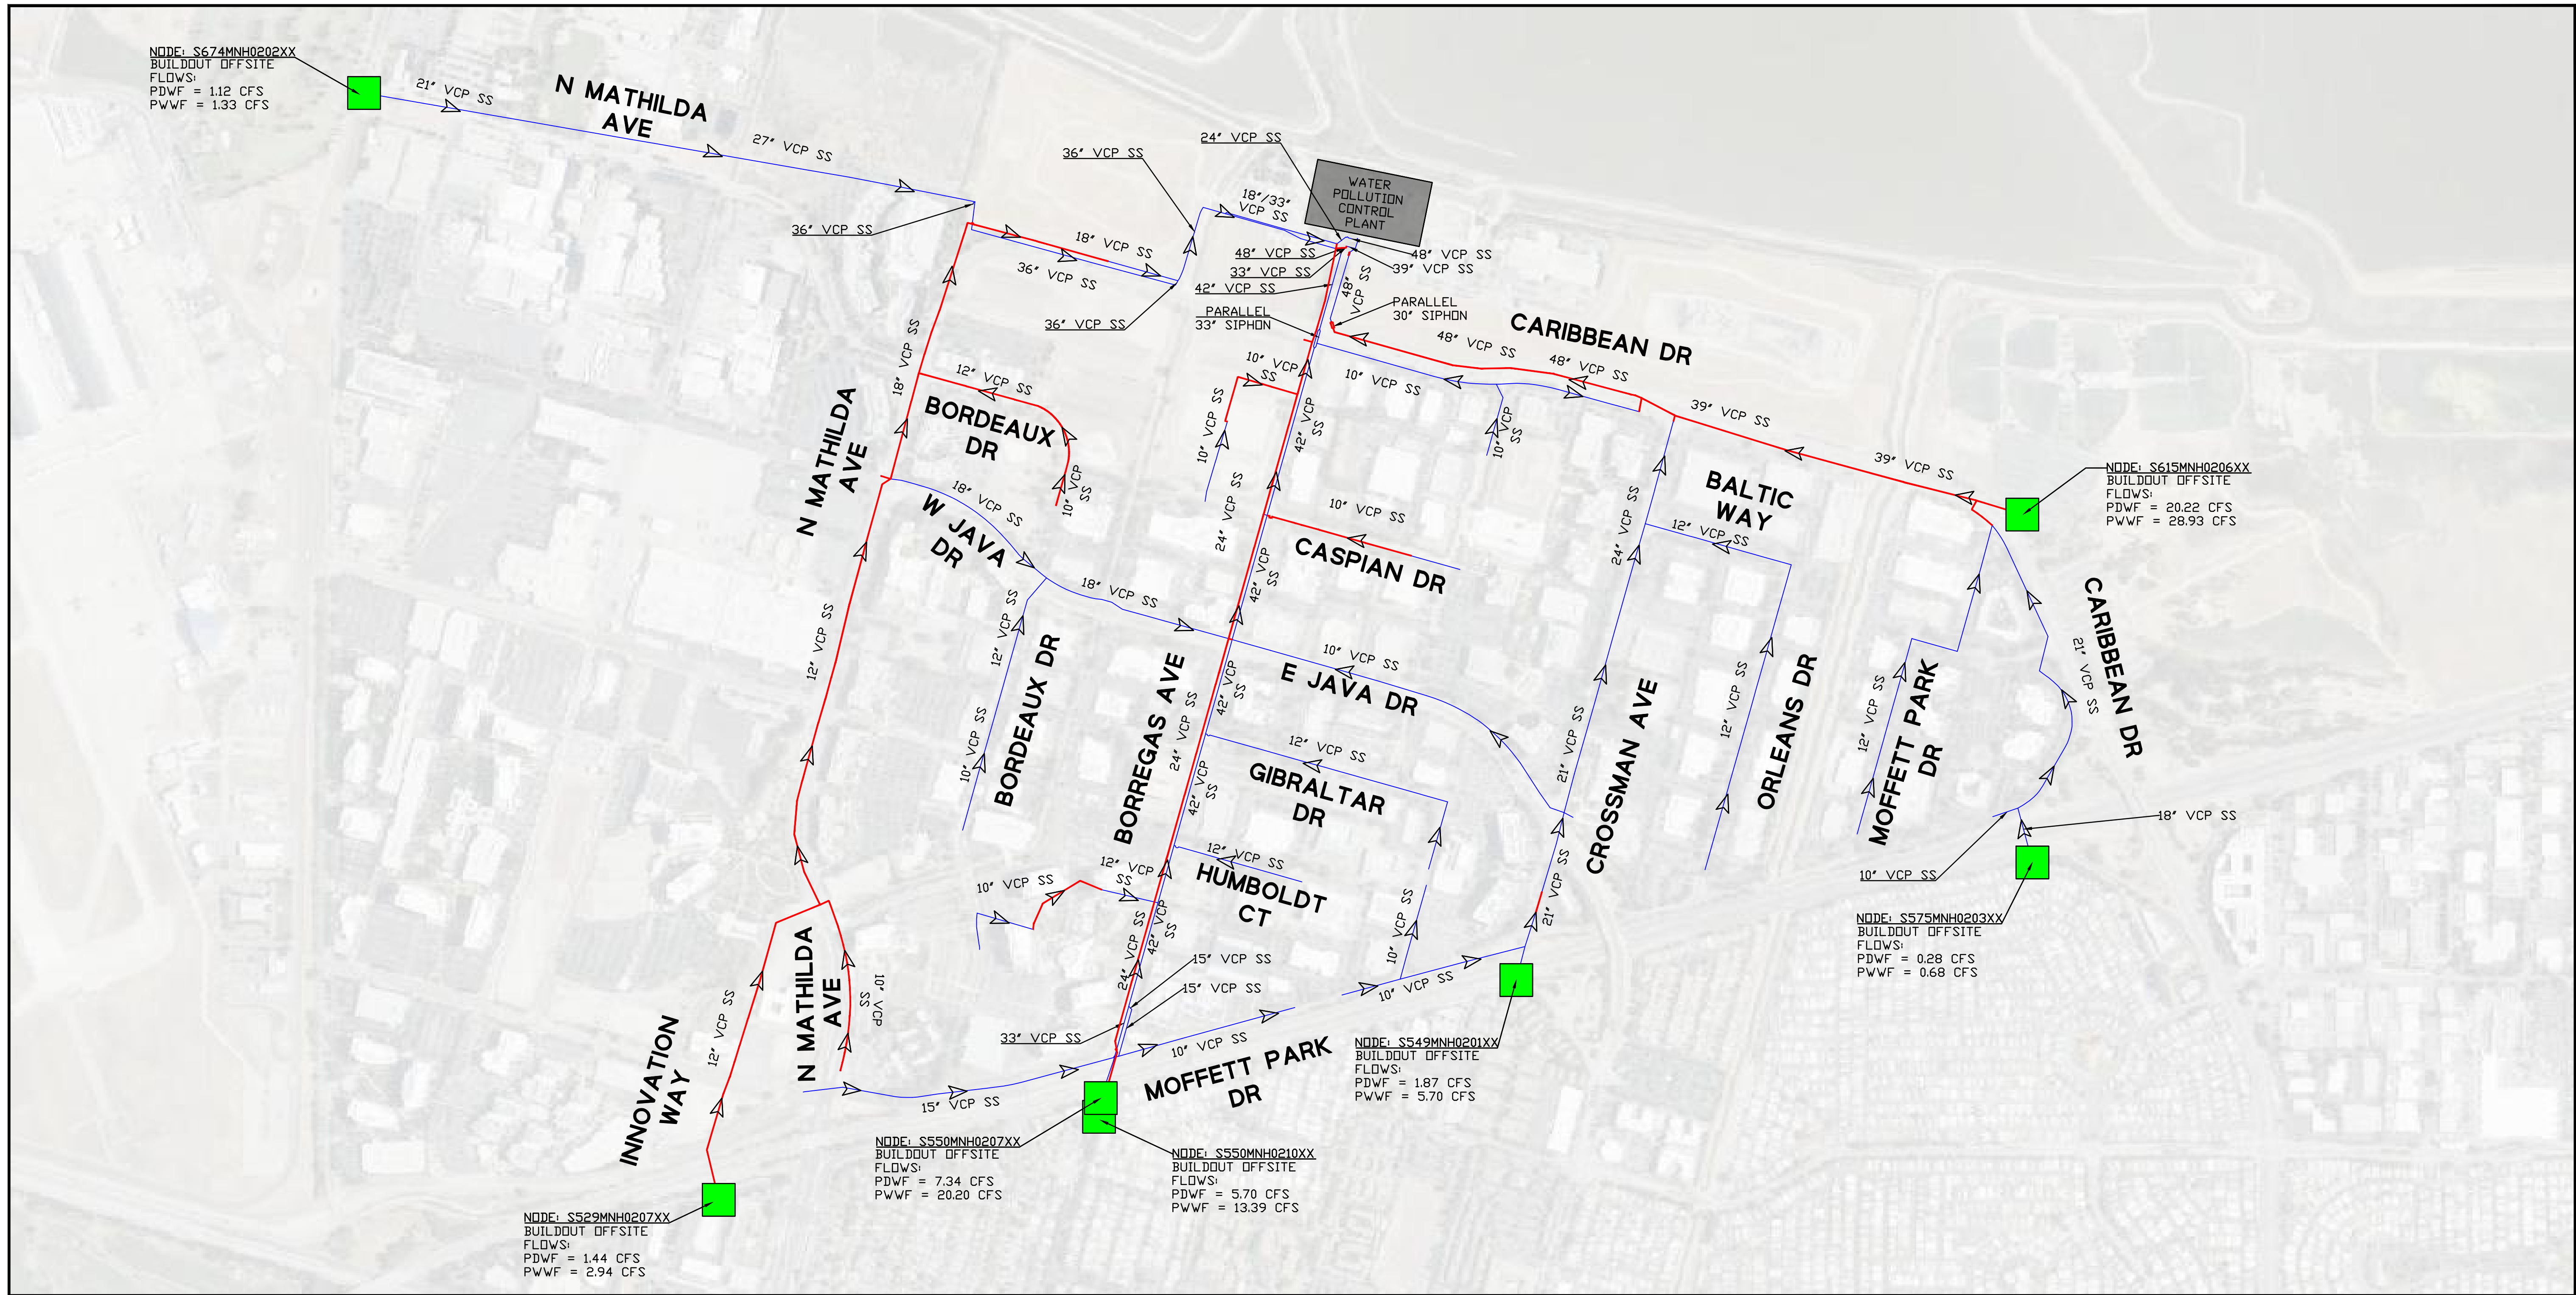 NODE: S674MNH0202XX
BUILDOUT OFFSITE
FLOWS:
PDWF = 1.12 CFS
PWWF = 1.33 CFS
21" VCP SS
N MATHILDA
AVE
27" VCP SS
36" VCP SS
36" VCP SS
24" VCP SS
18"/33"
VCP SS
WATER
POLLUTION
CONTROL
PLANT
18" VCP SS
36" VCP SS
36" VCP SS
48" VCP SS
33" VCP SS
42" VCP SS
PARALLEL
33" SIPHON
48" VCP SS
39" VCP SS
48"
VCP SS
PARALLEL
30" SIPHON
CARIBBEAN DR
48" VCP SS
48" VCP SS
39" VCP SS
39" VCP SS
10" VCP SS
10" VCP
SS
NODE: S615MNH0206XX
BUILDOUT OFFSITE
FLOWS:
PDWF = 20.22 CFS
PWWF = 28.93 CFS
18" VCP SS
12" VCP SS
BORDEAUX
DR
10" VCP
SS
N MATHILDA
AVE
10" VCP
SS
10" VCP SS
42" VCP
SS
24" VCP SS
18" VCP SS
W JAVA
DR
10" VCP SS
CASPIAN DR
42" VCP
SS
24" VCP SS
BALTIC
WAY
12" VCP SS
18" VCP SS
12" VCP SS
12" VCP SS
10" VCP SS
BORDEAUX DR
BORREGAS AVE
42" VCP
SS
24" VCP SS
42" VCP
SS
10" VCP SS
E JAVA DR
12" VCP SS
GIBRALTAR
DR
21" VCP SS
CROSSMAN AVE
12" VCP SS
ORLEANS DR
12" VCP SS
MOFFETT PARK
DR
CARIBBEAN DR
21" VCP SS
18" VCP SS
10" VCP SS
NODE: S575MNH0203XX
BUILDOUT OFFSITE
FLOWS:
PDWF = 0.28 CFS
PWWF = 0.68 CFS
12" VCP SS
HUMBOLDT
CT
10" VCP SS
12" VCP
SS
42" VCP
SS
24" VCP SS
10" VCP SS
21" VCP SS
15" VCP SS
15" VCP SS
33" VCP SS
10" VCP SS
10" VCP SS
MOFFETT PARK
DR
NODE: S549MNH0201XX
BUILDOUT OFFSITE
FLOWS:
PDWF = 1.87 CFS
PWWF = 5.70 CFS
N MATHILDA
AVE
10" VCP
SS
12" VCP SS
INNOVATION
WAY
15" VCP SS
NODE: S550MNH0207XX
BUILDOUT OFFSITE
FLOWS:
PDWF = 7.34 CFS
PWWF = 20.20 CFS
NODE: S550MNH0210XX
BUILDOUT OFFSITE
FLOWS:
PDWF = 5.70 CFS
PWWF = 13.39 CFS
NODE: S529MNH0207XX
BUILDOUT OFFSITE
FLOWS:
PDWF = 1.44 CFS
PWWF = 2.94 CFS